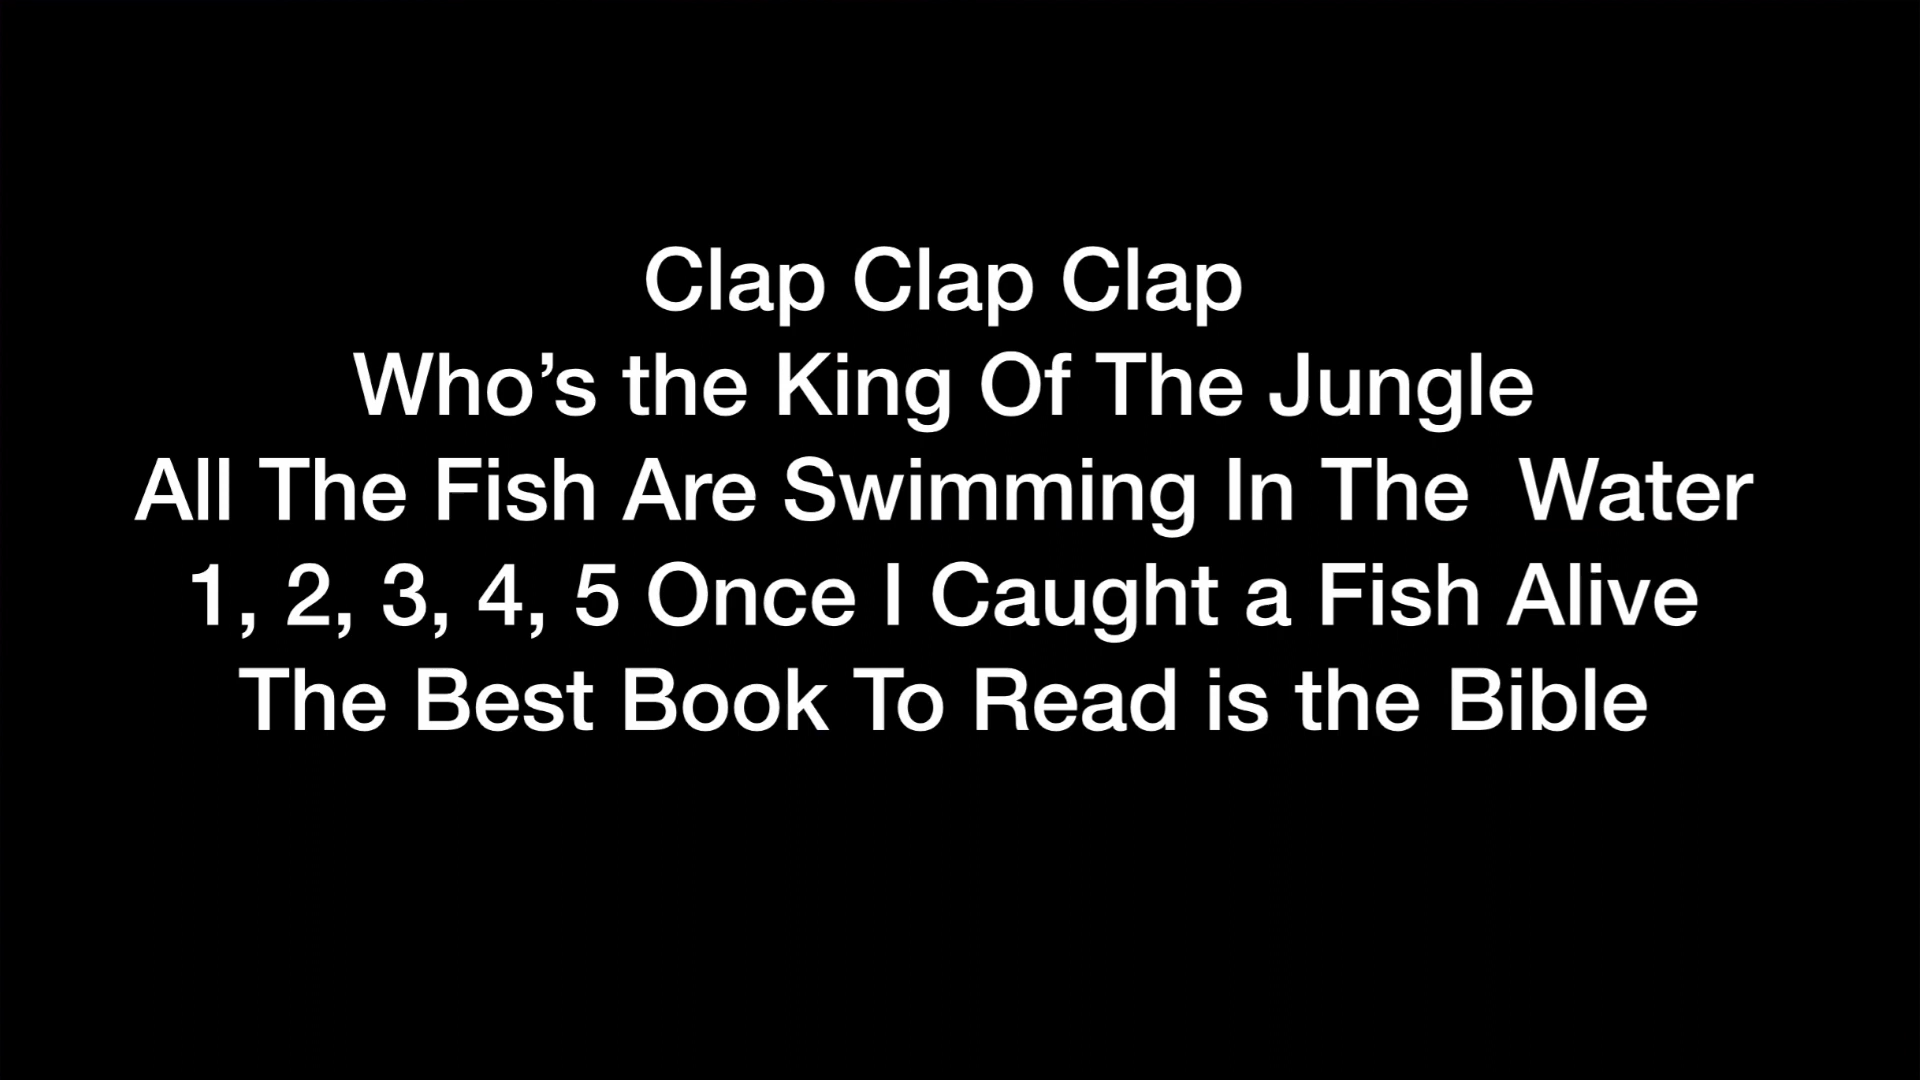 Clap Clap Clap
Who’s the King Of The Jungle
All The Fish Are Swimming In The  Water
1, 2, 3, 4, 5 Once I Caught a Fish Alive
The Best Book To Read is the Bible